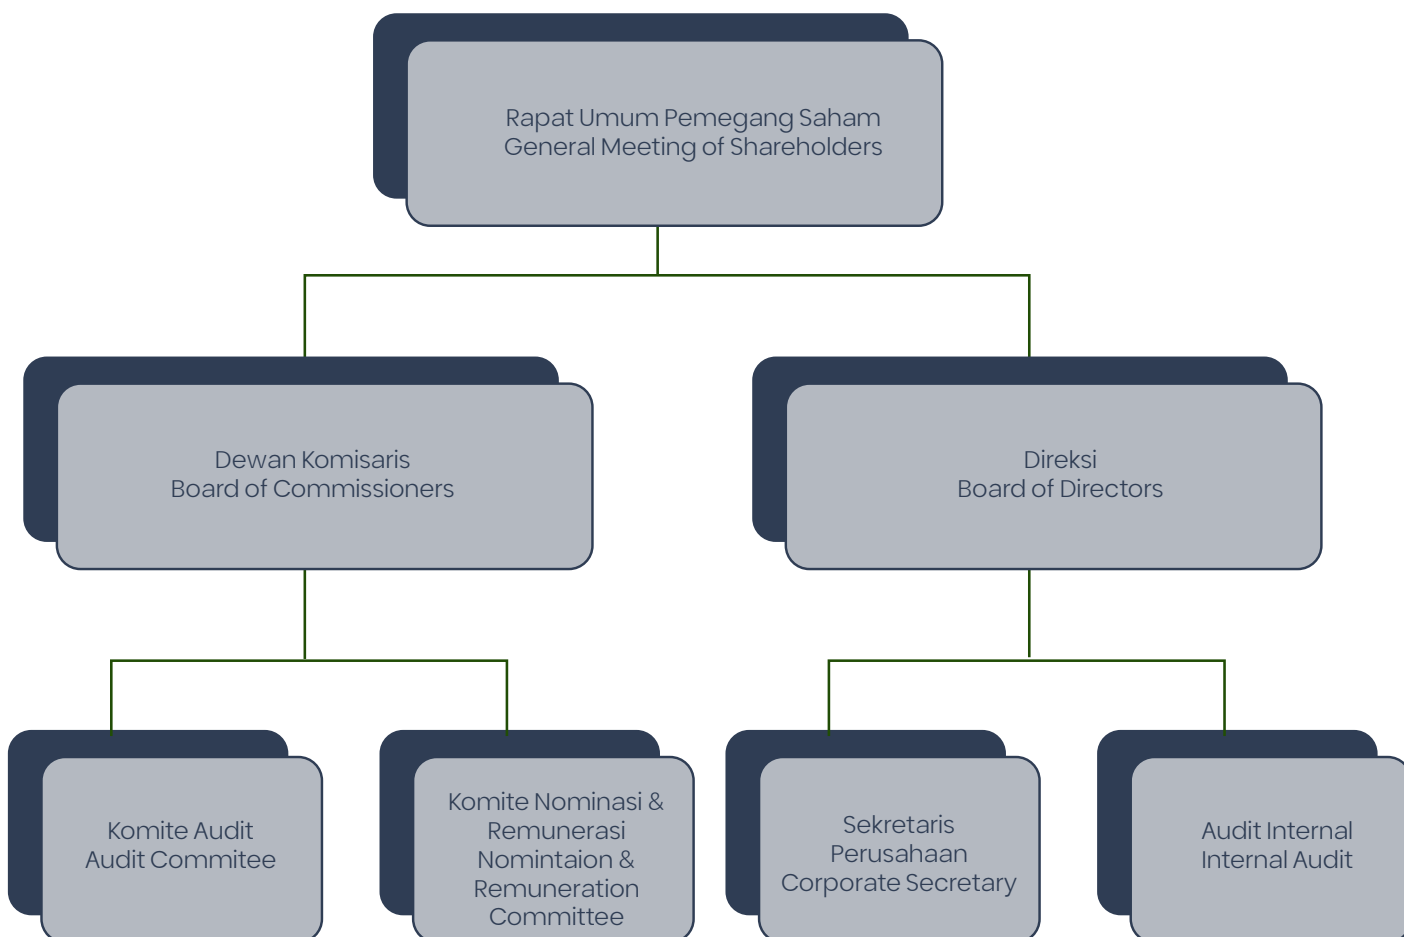 Rapat Umum Pemegang Saham
General Meeting of Shareholders
Dewan Komisaris
Board of Commissioners
Direksi
Board of Directors
Komite Audit
Audit Commitee
Komite Nominasi &
Remunerasi
Nomintaion &
Remuneration
Committee
Sekretaris
Perusahaan
Corporate Secretary
Audit Internal
Internal Audit